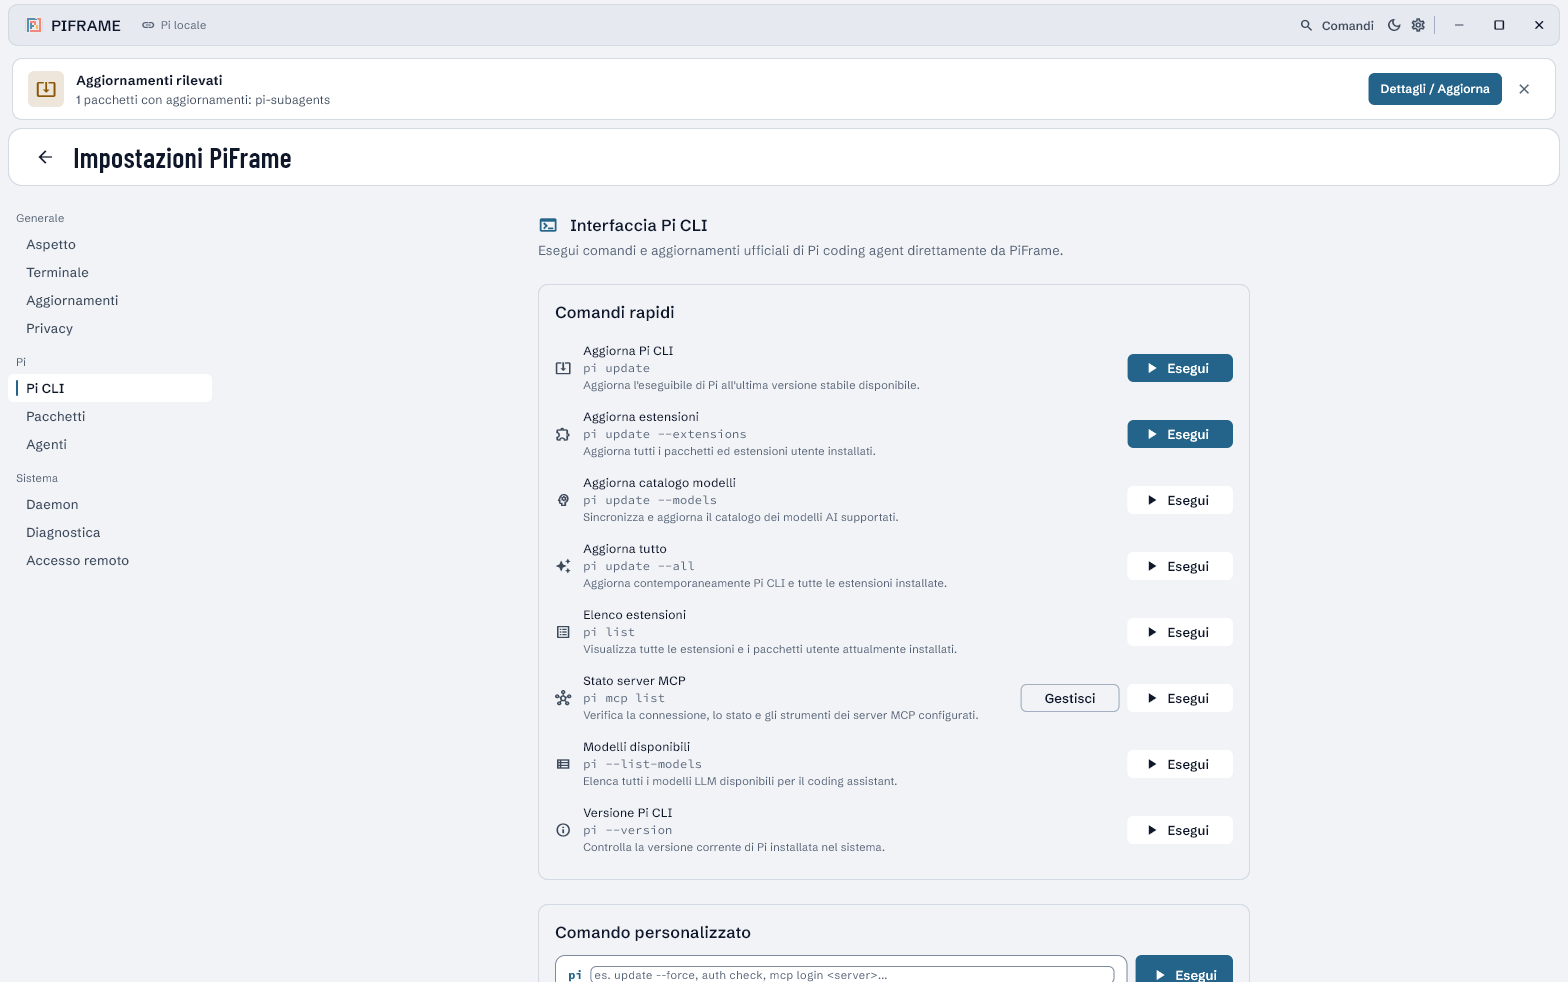 PIFRAME
Pi locale
Comandi
Aggiornamenti rilevati
1 pacchetti con aggiornamenti: pi-subagents
Dettagli / Aggiorna
Impostazioni PiFrame
Generale
Aspetto
Terminale
Aggiornamenti
Privacy
Pi
Pi CLI
Pacchetti
Agenti
Sistema
Daemon
Diagnostica
Accesso remoto
Interfaccia Pi CLI
Esegui comandi e aggiornamenti ufficiali di Pi coding agent direttamente da PiFrame.
Comandi rapidi
Aggiorna Pi CLI
pi update
Aggiorna l'eseguibile di Pi all'ultima versione stabile disponibile.
Esegui
Aggiorna estensioni
pi update --extensions
Aggiorna tutti i pacchetti ed estensioni utente installati.
Esegui
Aggiorna catalogo modelli
pi update --models
Sincronizza e aggiorna il catalogo dei modelli AI supportati.
Esegui
Aggiorna tutto
pi update --all
Aggiorna contemporaneamente Pi CLI e tutte le estensioni installate.
Esegui
Elenco estensioni
pi list
Visualizza tutte le estensioni e i pacchetti utente attualmente installati.
Esegui
Stato server MCP
pi mcp list
Verifica la connessione, lo stato e gli strumenti dei server MCP configurati.
Gestisci
Esegui
Modelli disponibili
pi --list-models
Elenca tutti i modelli LLM disponibili per il coding assistant.
Esegui
Versione Pi CLI
pi --version
Controlla la versione corrente di Pi installata nel sistema.
Esegui
Comando personalizzato
pi
es. update --force, auth check, mcp login <server>...
Esegui